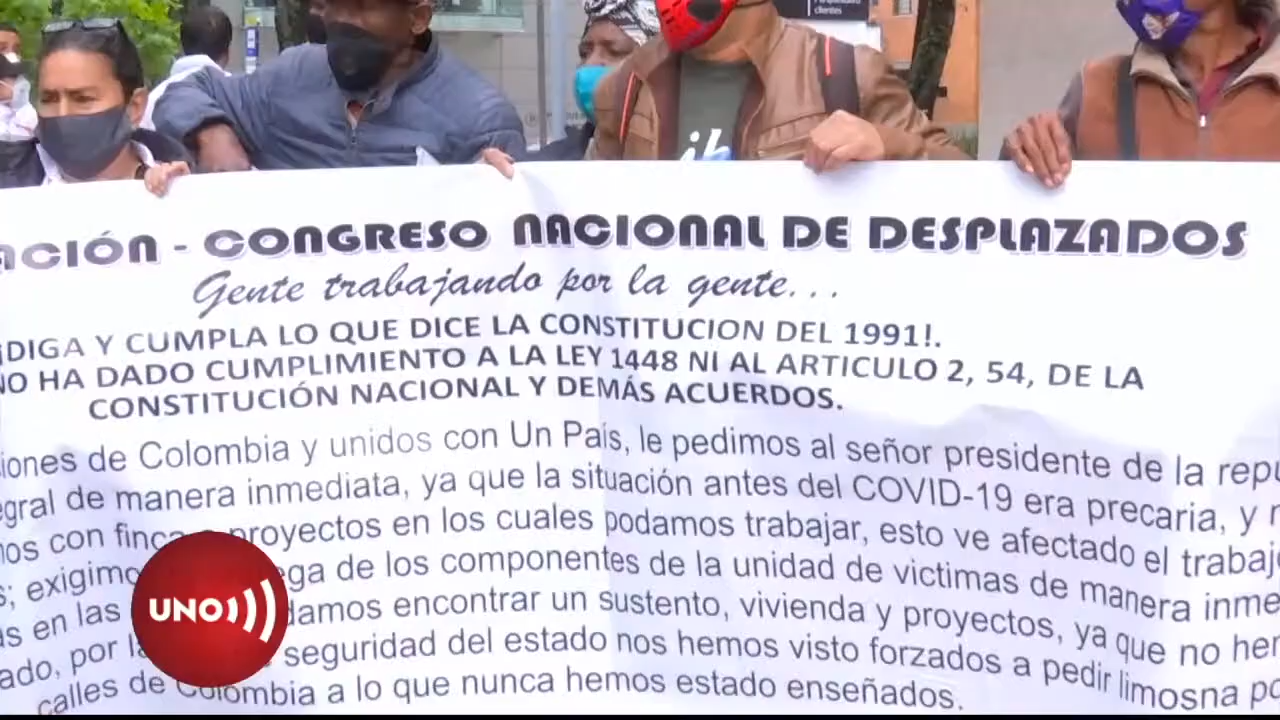 CIÓN - CONGRESO NACIONAL DE DESPLAZADOS
Gente trabajando por la gente...
¡DIGA Y CUMPLA LO QUE DICE LA CONSTITUCION DEL 1991!.
NO HA DADO CUMPLIMIENTO A LA LEY 1448 NI AL ARTICULO 2, 54, DE LA
CONSTITUCIÓN NACIONAL Y DEMÁS ACUERDOS.
iones de Colombia y unidos con Un País, le pedimos al señor presidente de la repu
egral de manera inmediata, ya que la situación antes del COVID-19 era precaria, y
nos con finca proyectos en los cuales podamos trabajar, esto ve afectado el trabaj
s; exigimo ga de los componentes de la unidad de victimas de manera inme
as en las damos encontrar un sustento, vivienda y proyectos, ya que no hem
ado, por l seguridad del estado nos hemos visto forzados a pedir limosna po
calles de Colombia a lo que nunca hemos estado enseñados.
UNO